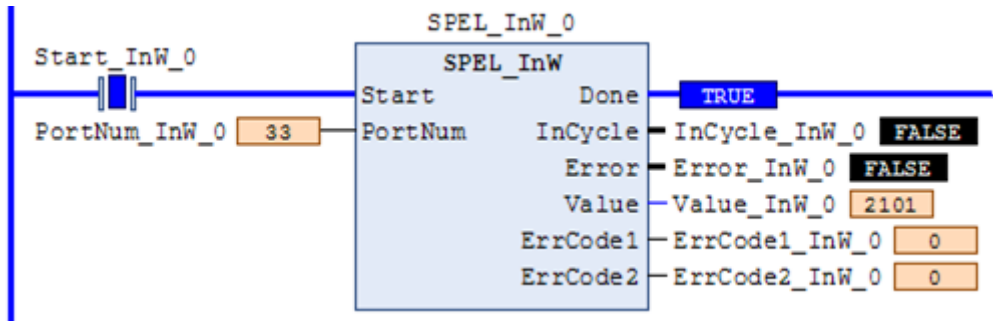 SPEL_InW_0
Start_InW_0
SPEL_InW
Start Done TRUE
PortNum_InW_0 33 PortNum InCycle InCycle_InW_0 FALSE
Error Error_InW_0 FALSE
Value Value_InW_0 2101
ErrCode1 ErrCode1_InW_0 0
ErrCode2 ErrCode2_InW_0 0